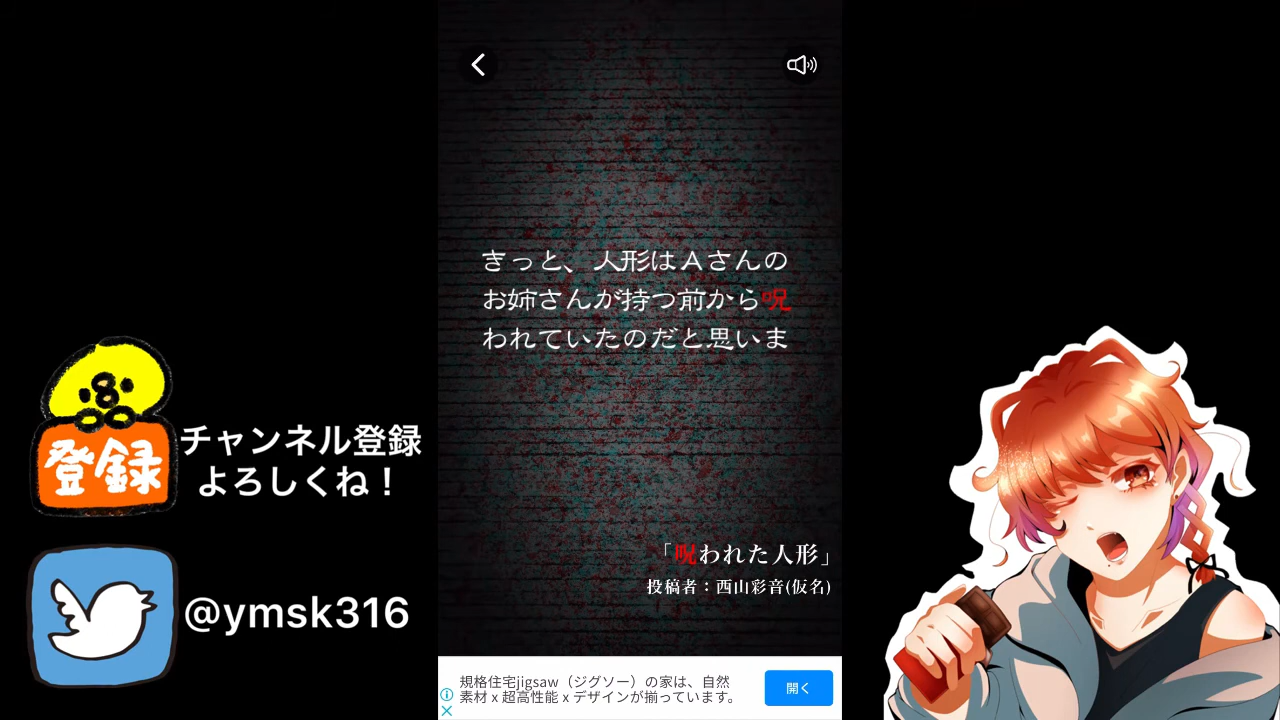 きっと、人形はAさんの
お姉さんが持つ前から呪
われていたのだと思いま
「呪われた人形」
投稿者：西山彩音(仮名)
登録
チャンネル登録
よろしくね！
@ymsk316
規格住宅jigsaw（ジグソー）の家は、自然
素材 x 超高性能 x デザインが揃っています。
開く